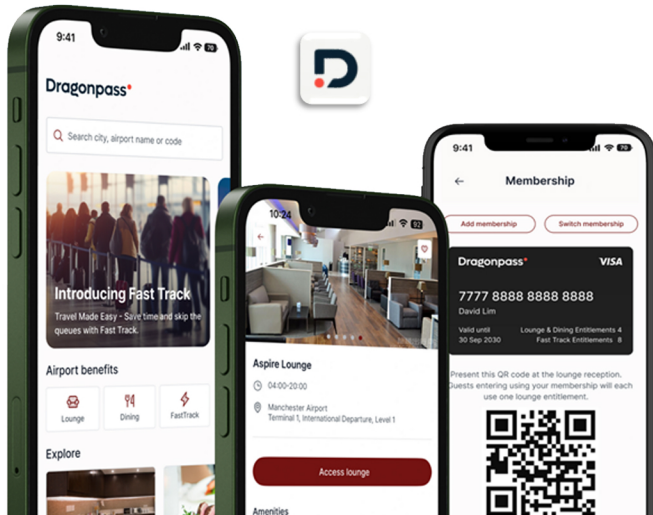 9:41
70
Dragonpass
Search city, airport name or code
Introducing Fast Track
Travel Made Easy - Save time and skip the
queues with Fast Track.
Airport benefits
Lounge
Dining
FastTrack
Explore
D
10:24
92
Aspire Lounge
04:00-20:00
Manchester Airport
Terminal 1, International Departure, Level 1
Access lounge
Amenities
9:41
70
Membership
Add membership
Switch membership
Dragonpass
VISA
7777 8888 8888 8888
David Lim
Valid until
30 Sep 2030
Lounge & Dining Entitlements 4
Fast Track Entitlements 8
Present this QR code at the lounge reception.
Guests entering using your membership will each
use one lounge entitlement.